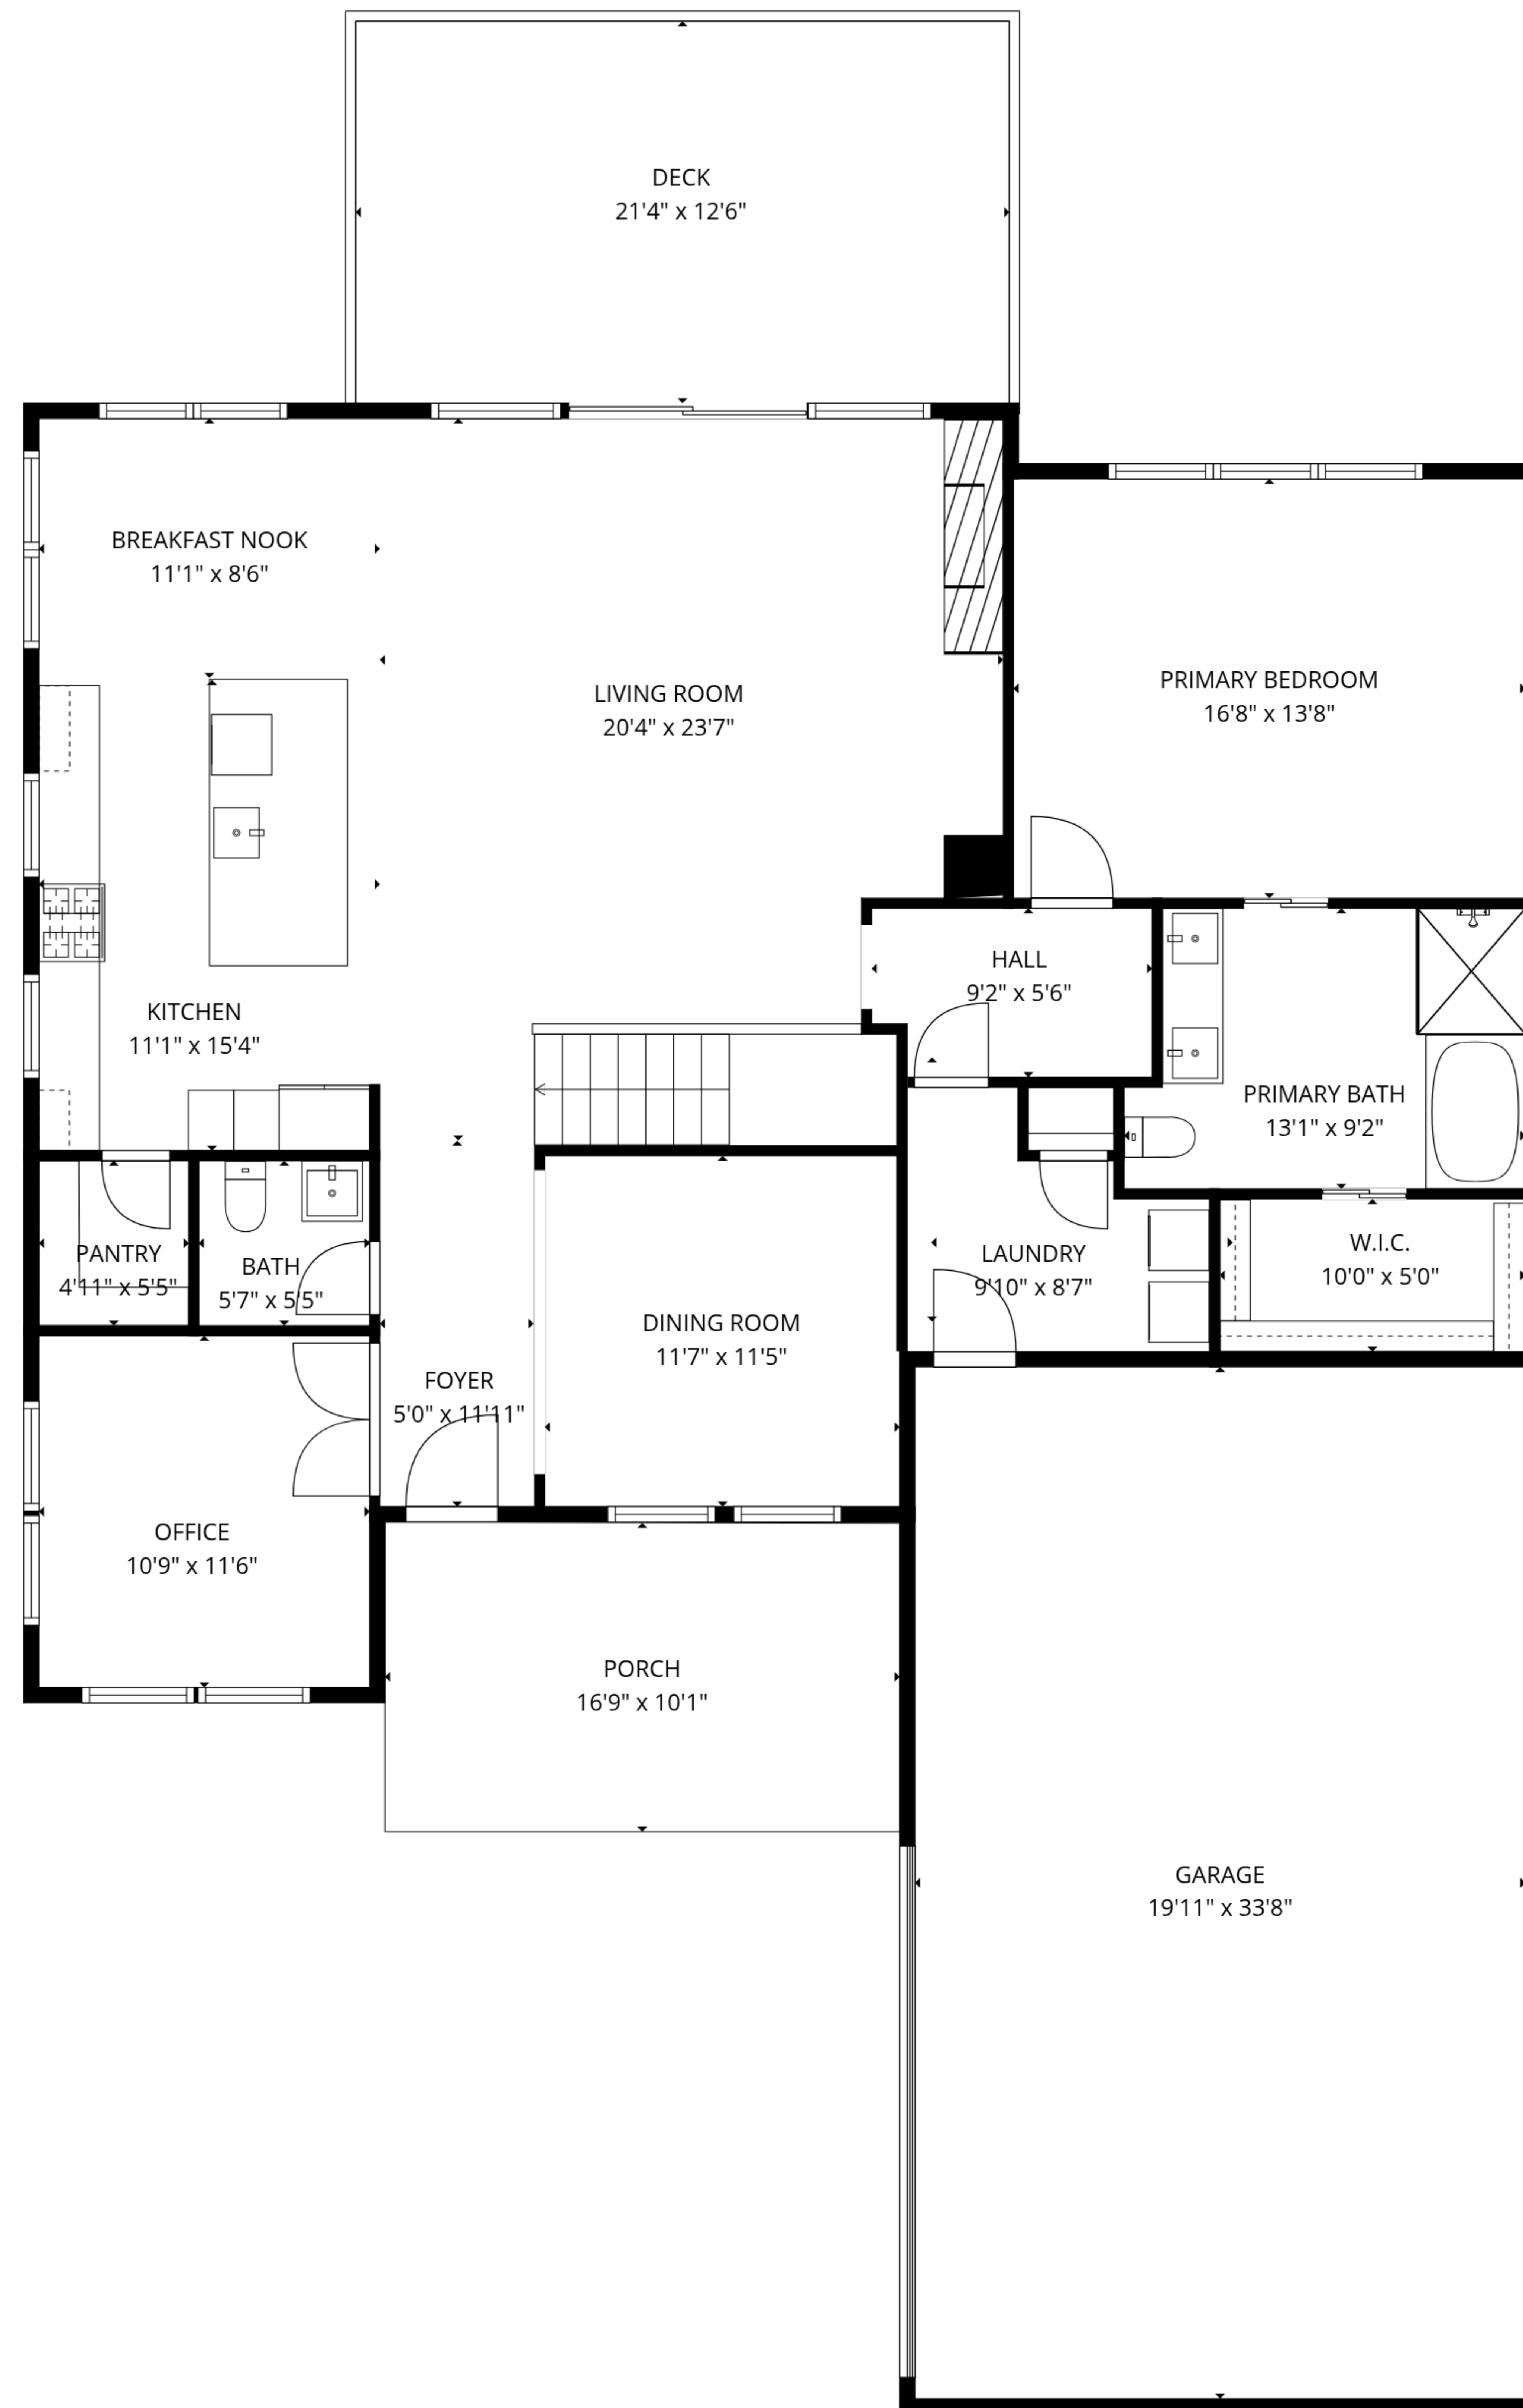 DECK
21'4" x 12'6"
BREAKFAST NOOK
11'1" x 8'6"
LIVING ROOM
20'4" x 23'7"
PRIMARY BEDROOM
16'8" x 13'8"
HALL
9'2" x 5'6"
KITCHEN
11'1" x 15'4"
PRIMARY BATH
13'1" x 9'2"
PANTRY
4'11" x 5'5"
BATH
5'7" x 5'5"
LAUNDRY
9'10" x 8'7"
W.I.C.
10'0" x 5'0"
DINING ROOM
11'7" x 11'5"
FOYER
5'0" x 11'11"
OFFICE
10'9" x 11'6"
PORCH
16'9" x 10'1"
GARAGE
19'11" x 33'8"